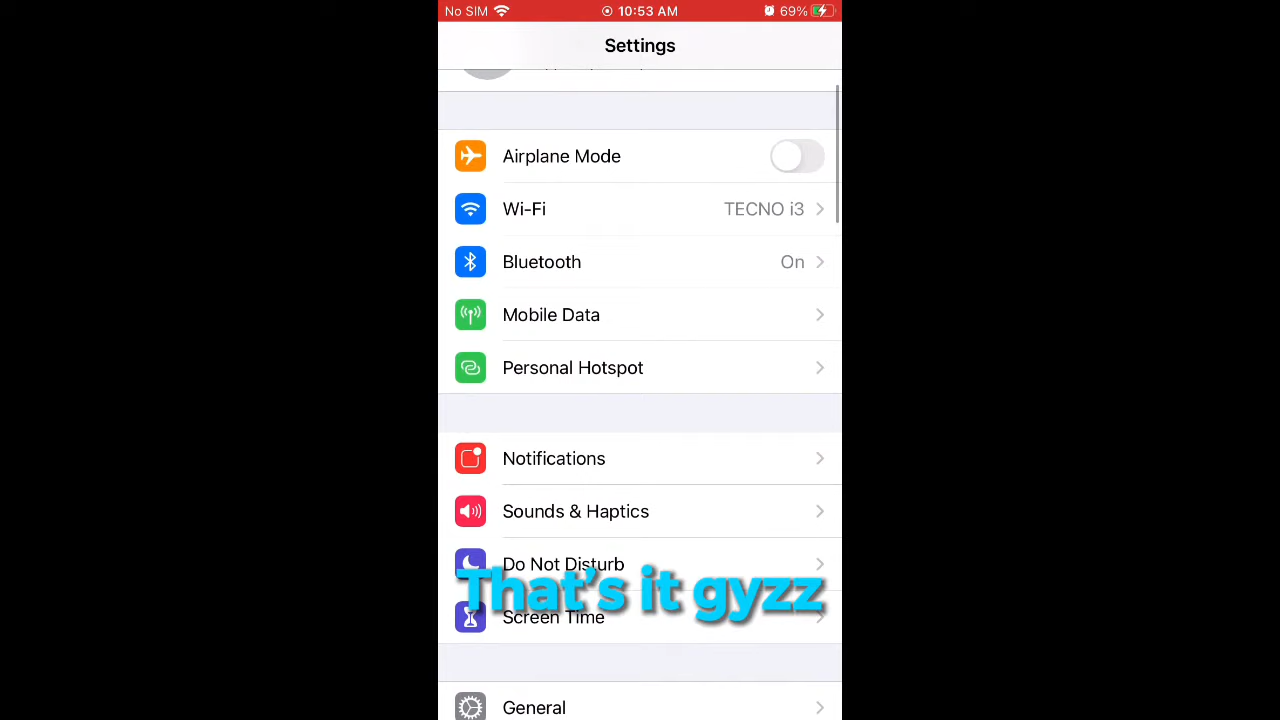 No SIM 10:53 AM 69%
Settings
Airplane Mode
Wi-Fi TECNO i3
Bluetooth On
Mobile Data
Personal Hotspot
Notifications
Sounds & Haptics
Do Not Disturb
That's it gyzz
Screen Time
General